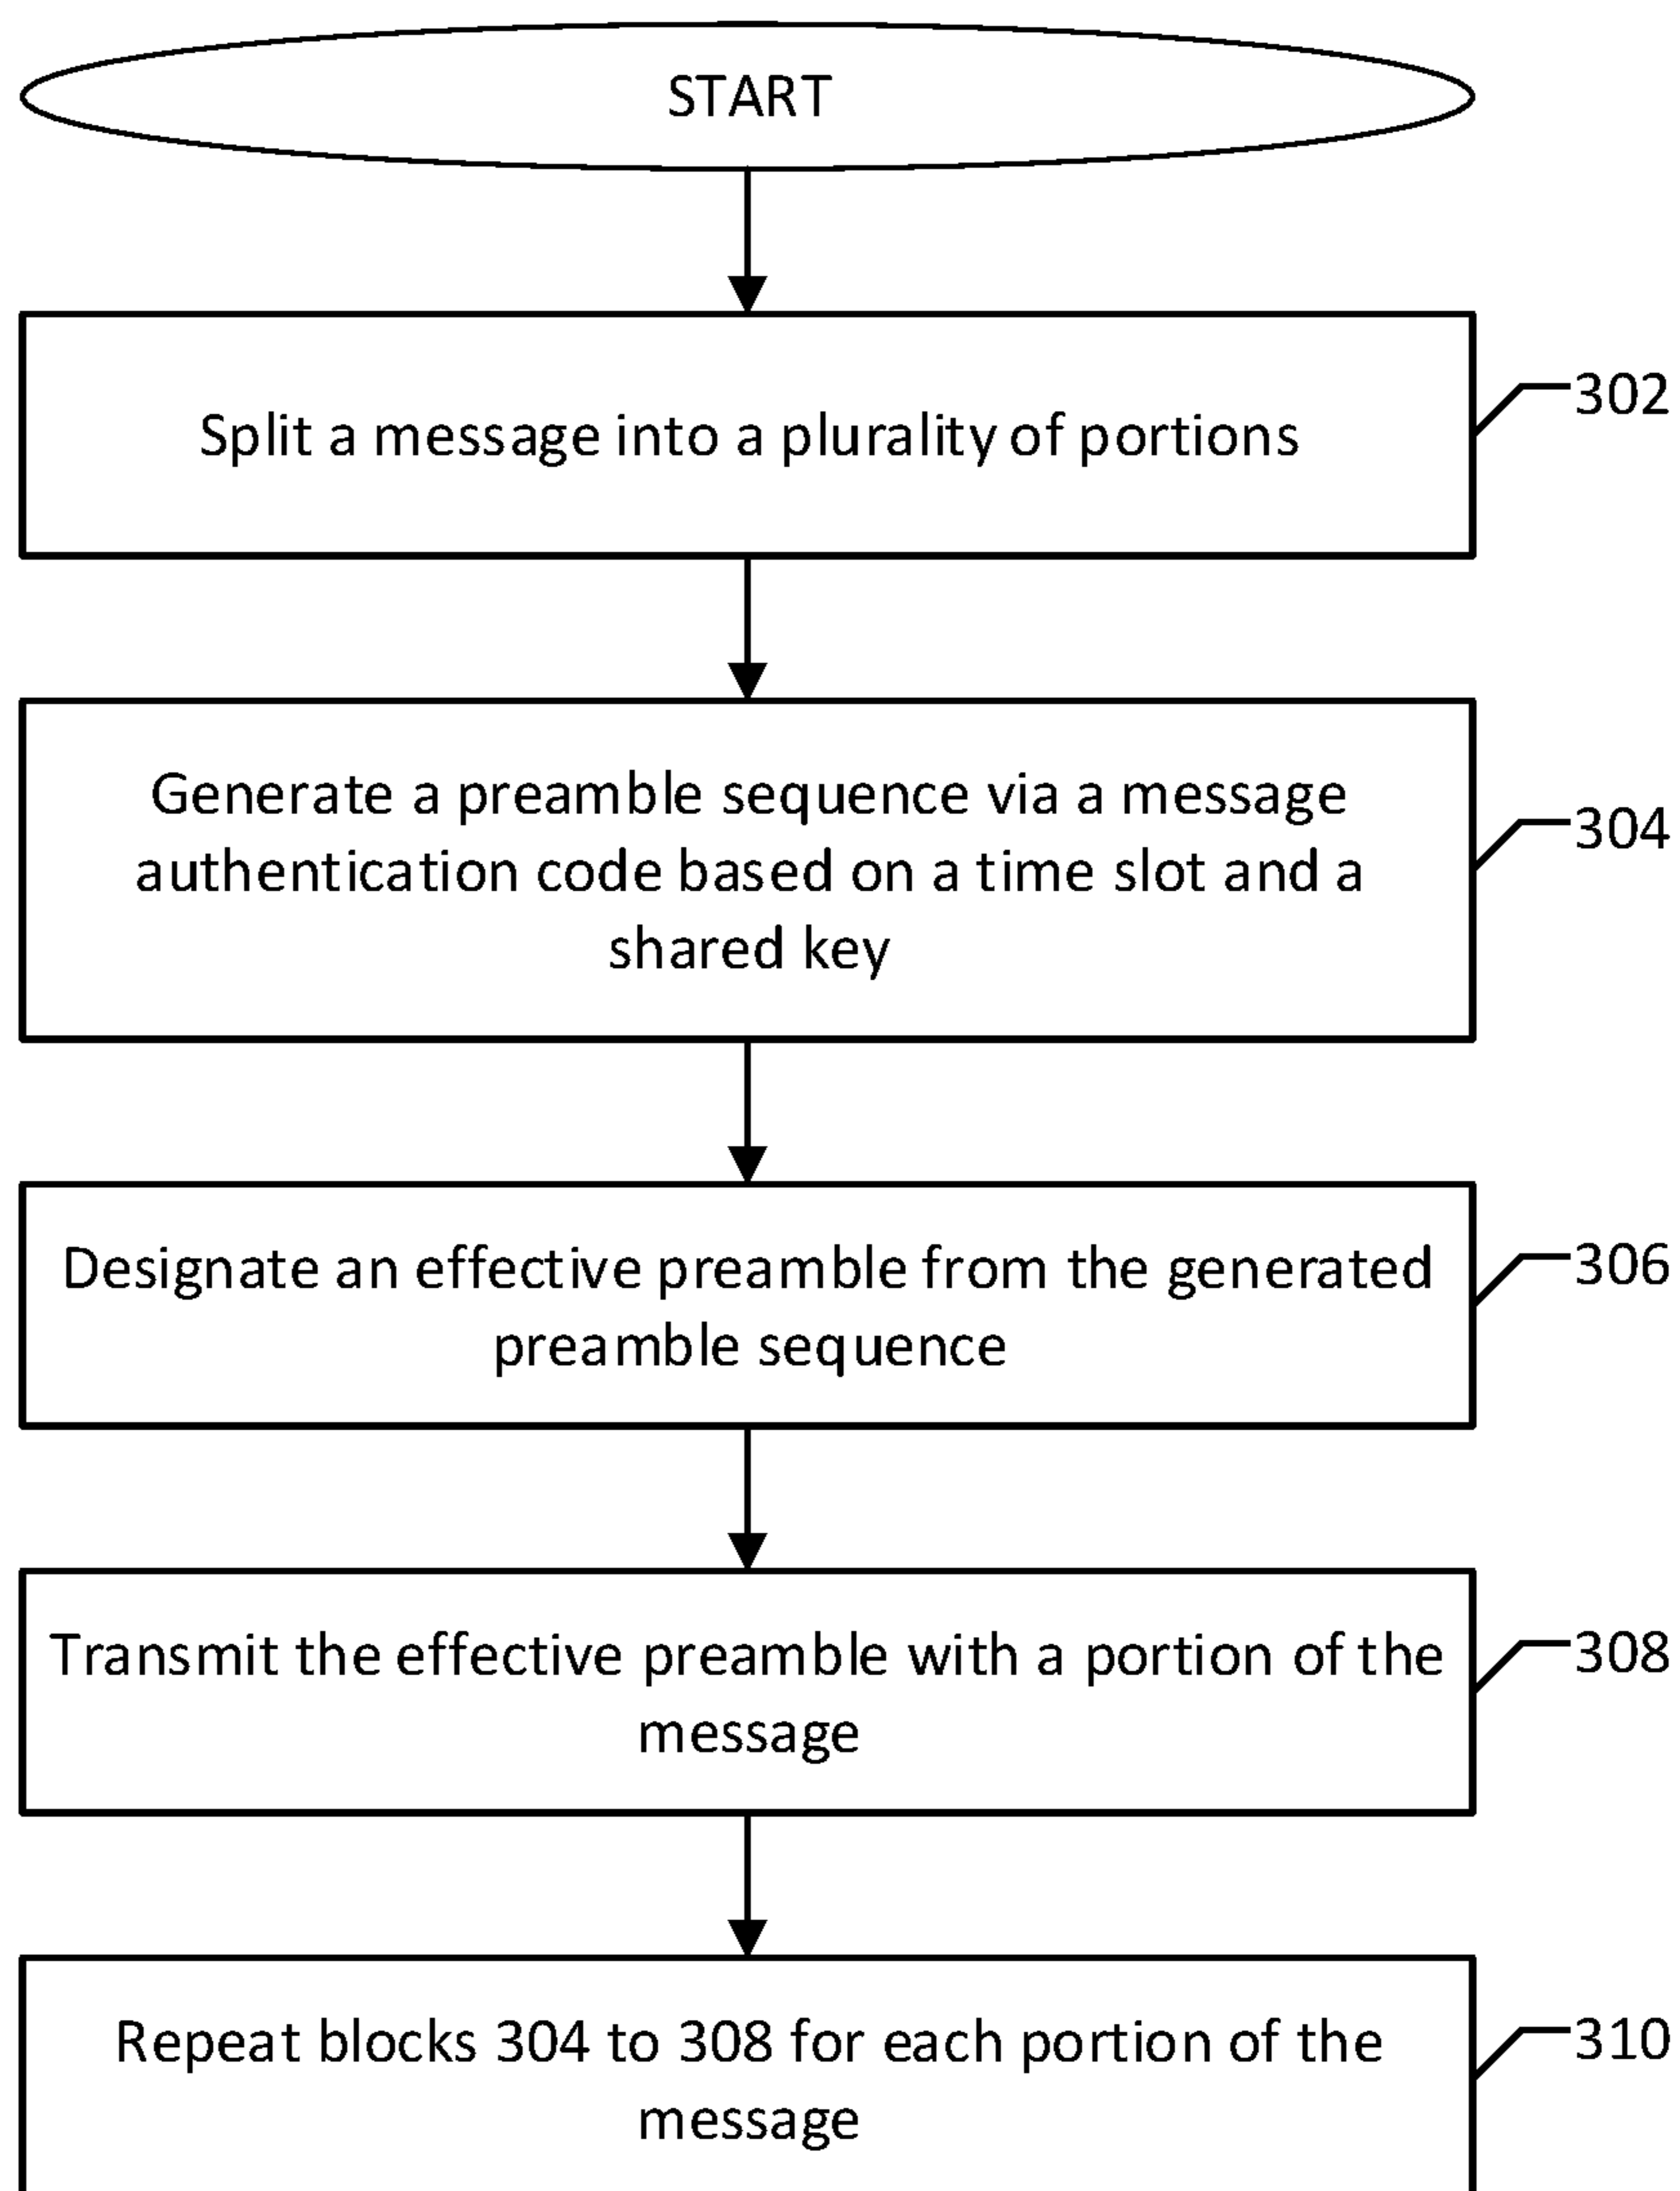 START
302
Split a message into a plurality of portions
304
Generate a preamble sequence via a message
authentication code based on a time slot and a
shared key
306
Designate an effective preamble from the generated
preamble sequence
308
Transmit the effective preamble with a portion of the
message
310
Repeat blocks 304 to 308 for each portion of the
message